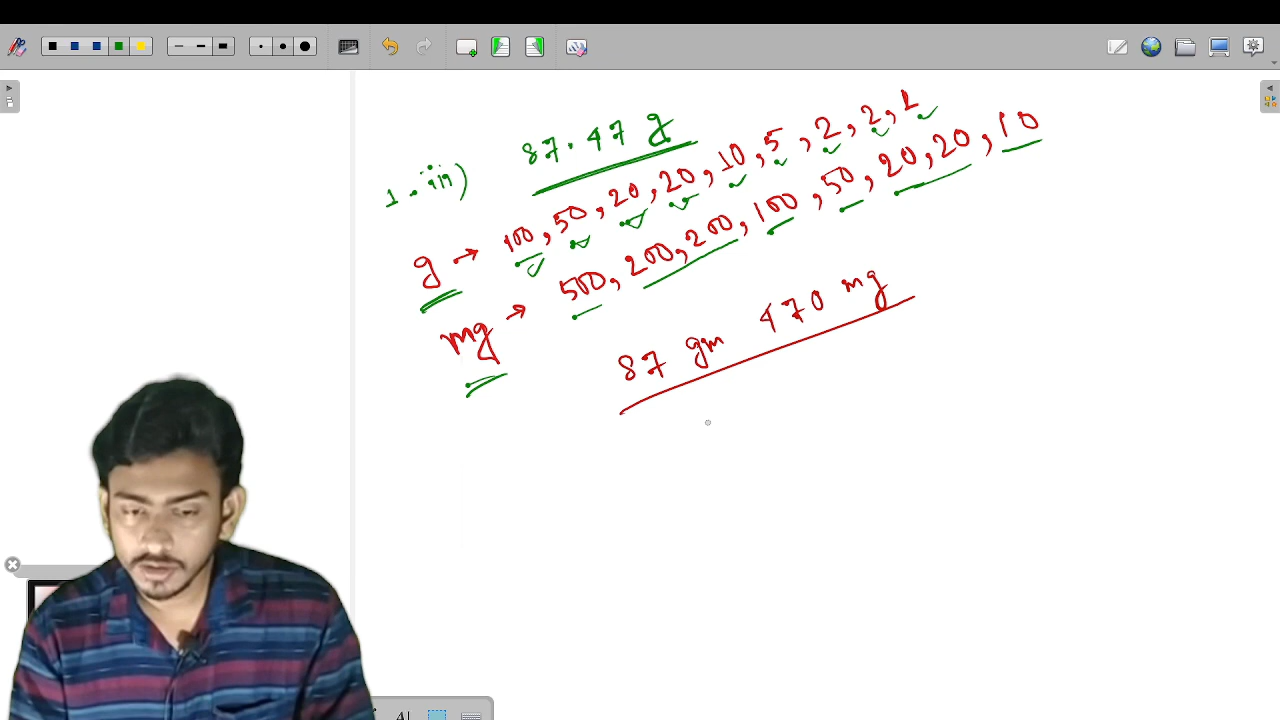 1. iii) 87.47 g
g → 100, 50, 20, 20, 10, 5, 2, 2, 1
mg → 500, 200, 200, 100, 50, 20, 20, 10
87 gm 470 mg